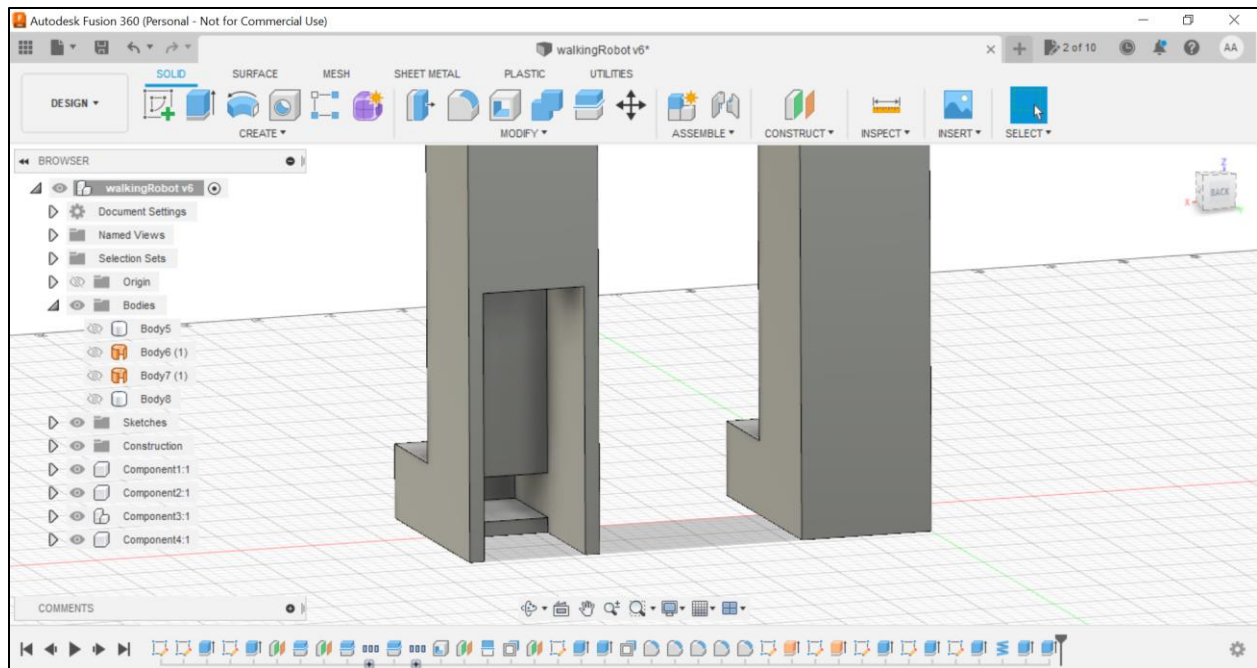 Autodesk Fusion 360 (Personal - Not for Commercial Use)
walkingRobot v6*
2 of 10
AA
DESIGN
SOLID
SURFACE
MESH
SHEET METAL
PLASTIC
UTILITIES
CREATE
MODIFY
ASSEMBLE
CONSTRUCT
INSPECT
INSERT
SELECT
BROWSER
walkingRobot v6
Document Settings
Named Views
Selection Sets
Origin
Bodies
Body5
Body6 (1)
Body7 (1)
Body8
Sketches
Construction
Component1:1
Component2:1
Component3:1
Component4:1
Z
X
BACK
COMMENTS